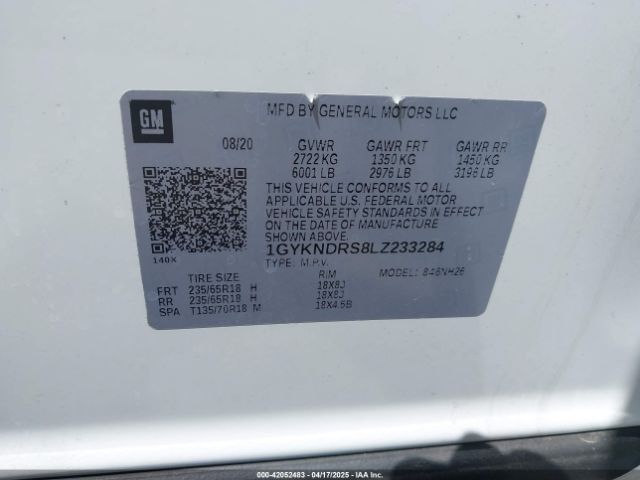 GM
MFD BY GENERAL MOTORS LLC
08/20 GVWR GAWR FRT GAWR RR
2722 KG 1350 KG 1450 KG
6001 LB 2976 LB 3196 LB
THIS VEHICLE CONFORMS TO ALL
APPLICABLE U.S. FEDERAL MOTOR
VEHICLE SAFETY STANDARDS IN EFFECT
ON THE DATE OF MANUFACTURE
SHOWN ABOVE.
140X 1GYKNDRS8LZ233284
TYPE: M.P.V. MODEL: 646NH26
TIRE SIZE RIM
FRT 235/65R18 H 18X8J
RR 235/65R18 H 18X8J
SPA T135/70R18 M 18X4.5B
000-42052483 - 04/17/2025 - IAAI.COM